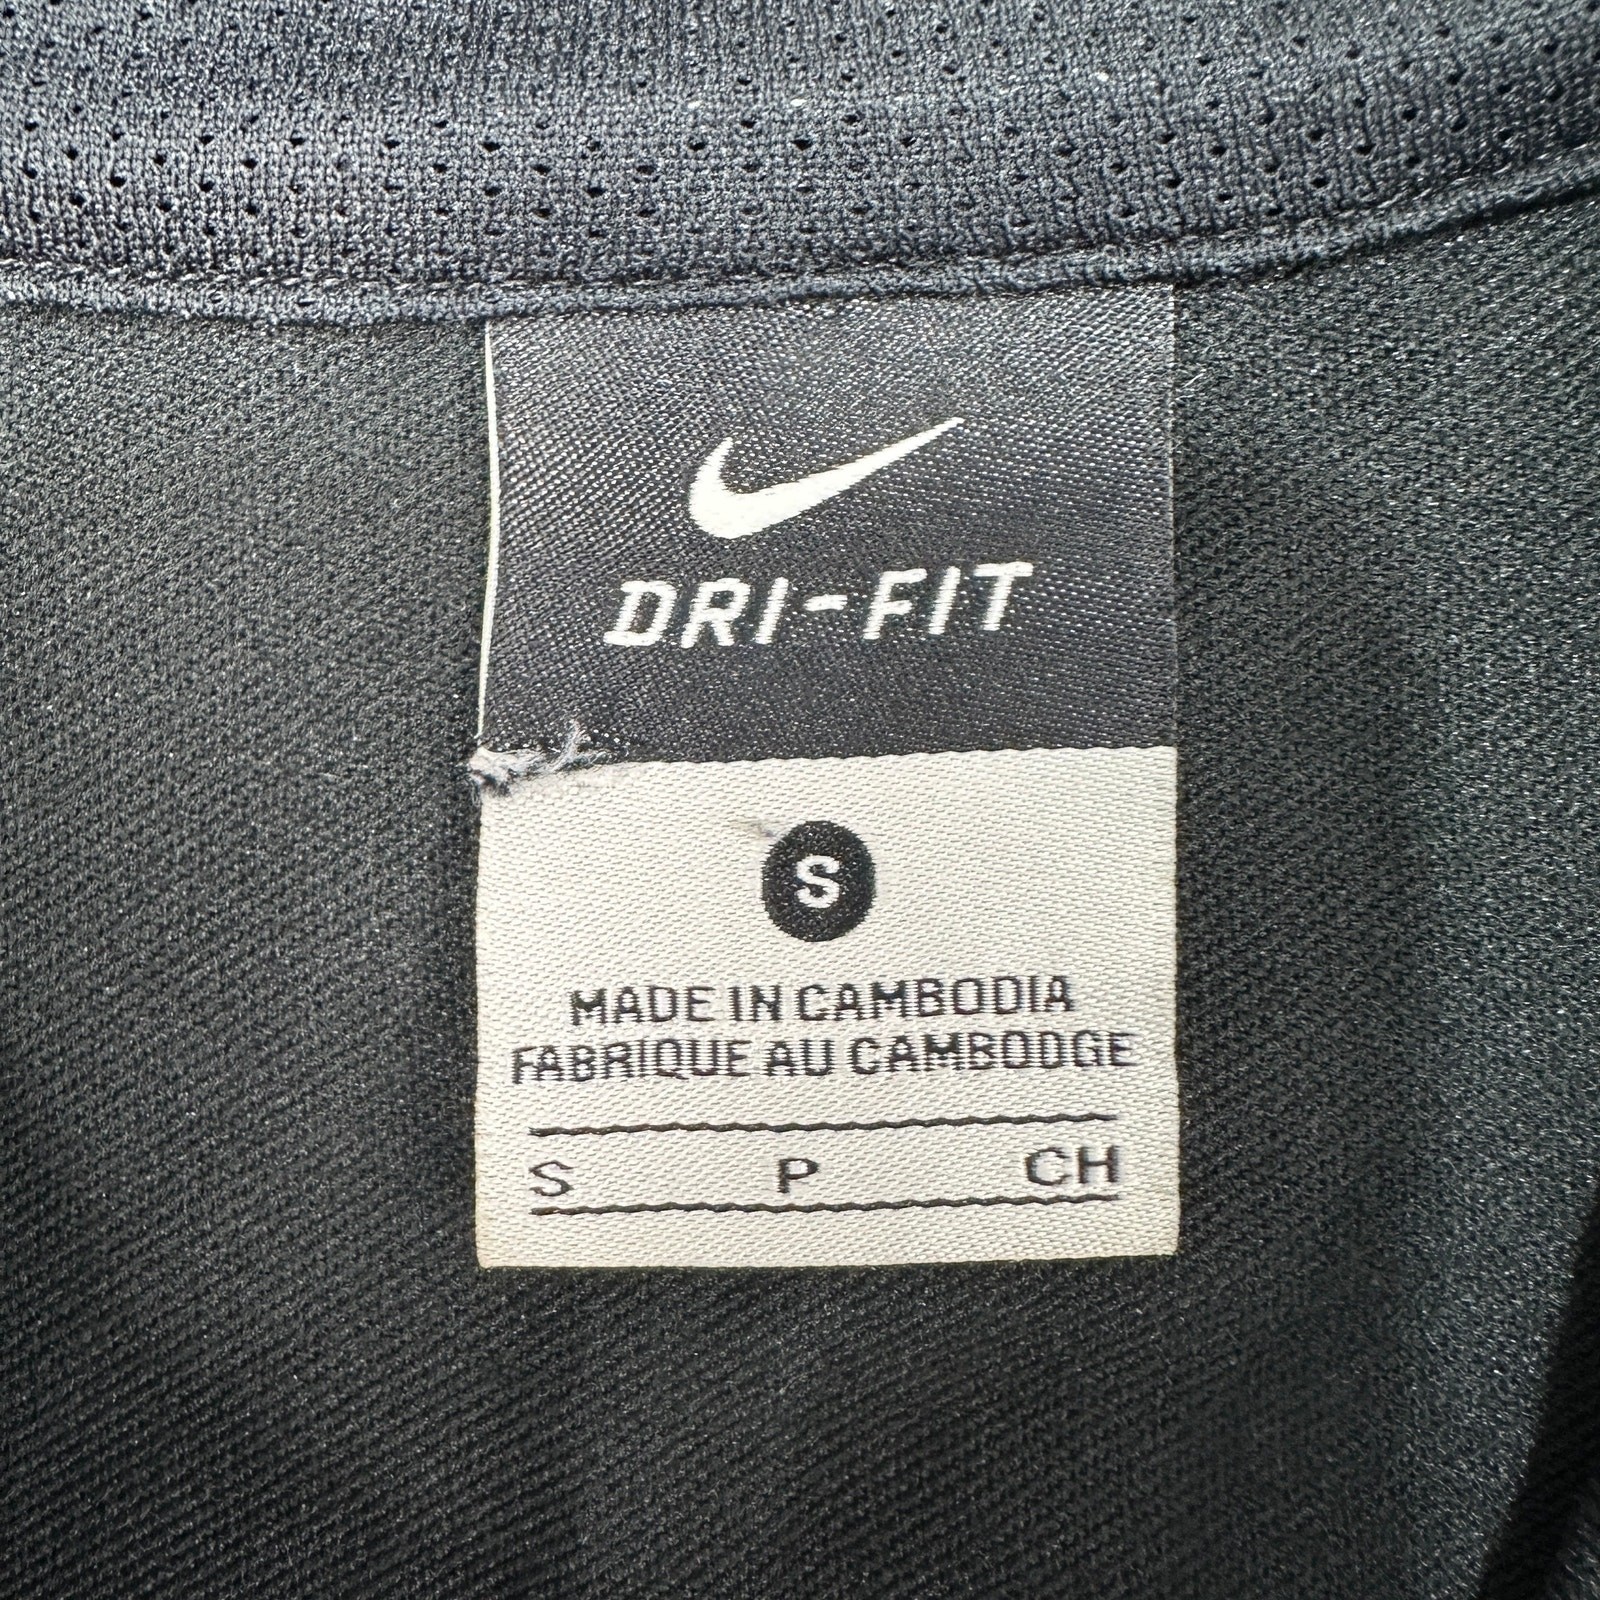 DRI-FIT
S
MADE IN CAMBODIA
FABRIQUE AU CAMBODGE
S P CH